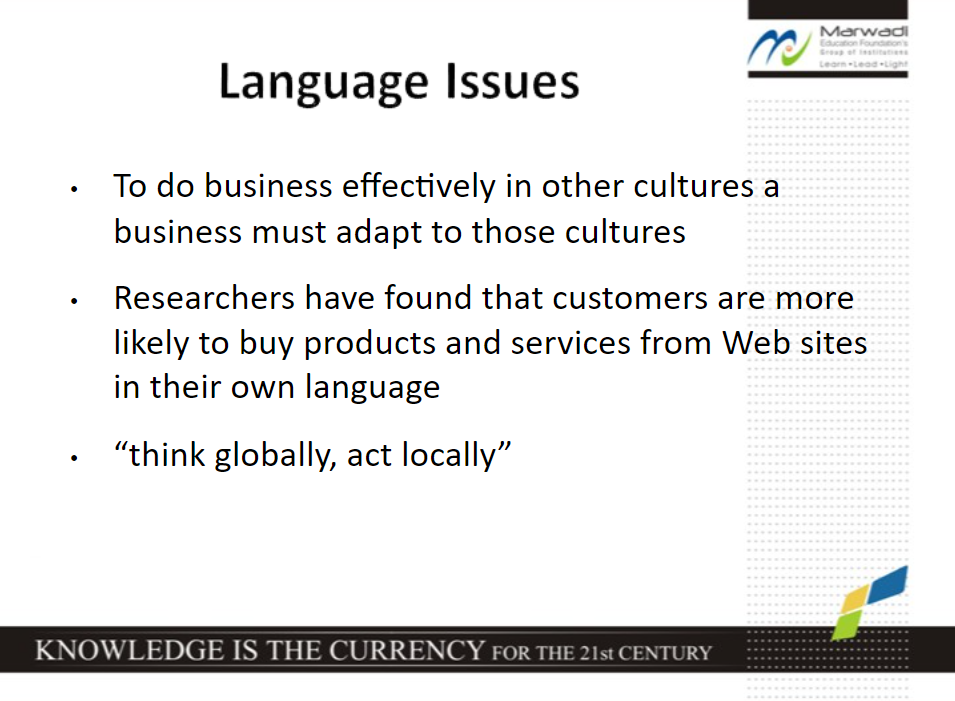 Marwadi
Education Foundation's
Group of Institutions
Learn • Lead • Light
Language Issues
• To do business effectively in other cultures a
business must adapt to those cultures
• Researchers have found that customers are more
likely to buy products and services from Web sites
in their own language
• “think globally, act locally”
KNOWLEDGE IS THE CURRENCY FOR THE 21st CENTURY